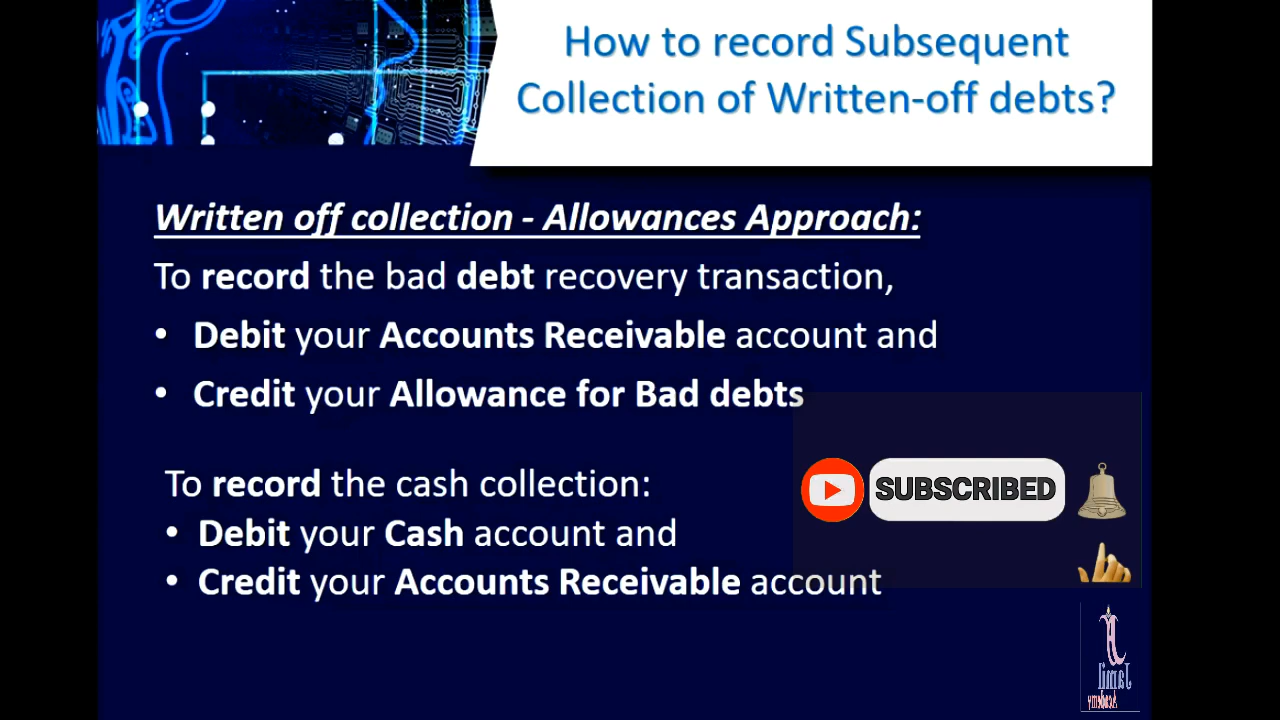 How to record Subsequent
Collection of Written-off debts?
Written off collection - Allowances Approach:
To record the bad debt recovery transaction,
• Debit your Accounts Receivable account and
• Credit your Allowance for Bad debts
To record the cash collection:
SUBSCRIBED
• Debit your Cash account and
• Credit your Accounts Receivable account
Jamil
Academy